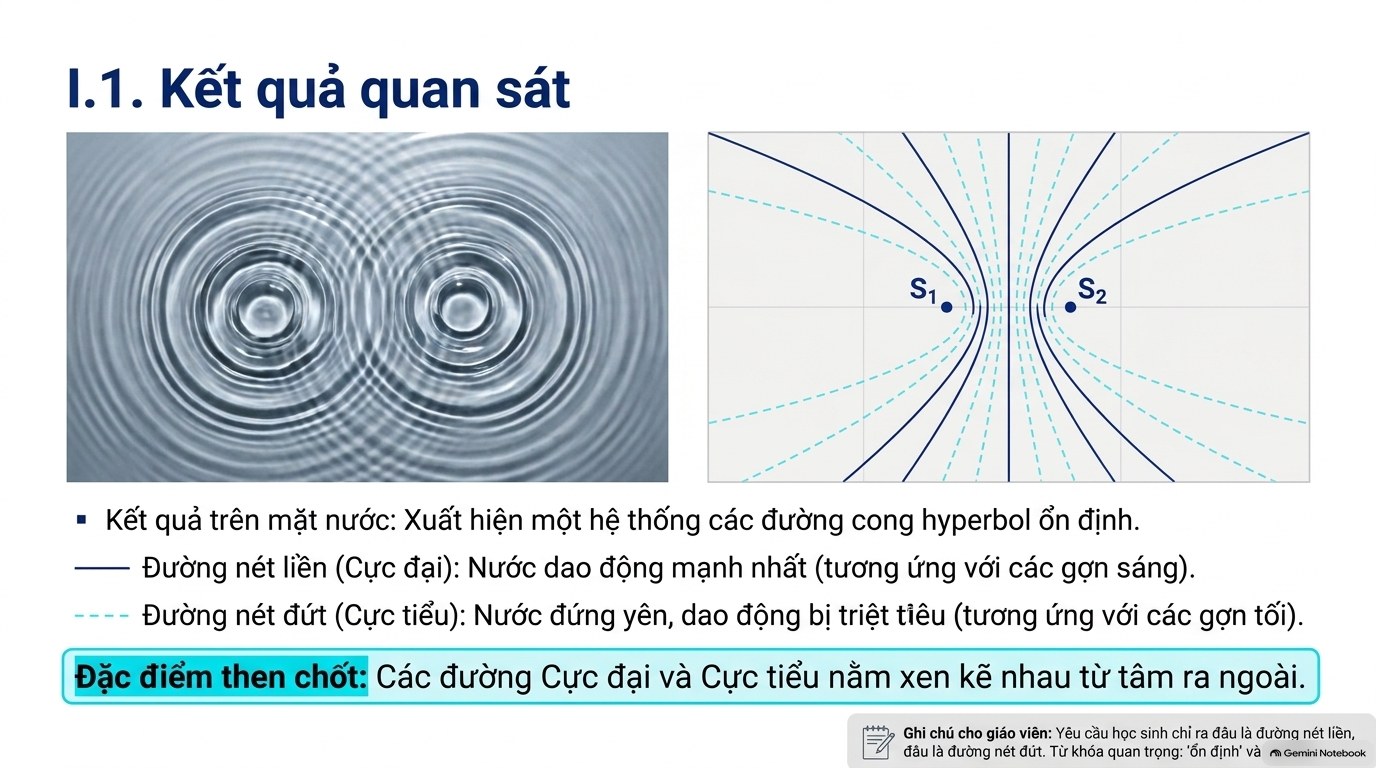 I.1. Kết quả quan sát
S₁
S₂
▪ Kết quả trên mặt nước: Xuất hiện một hệ thống các đường cong hyperbol ổn định.
Đường nét liền (Cực đại): Nước dao động mạnh nhất (tương ứng với các gợn sáng).
Đường nét đứt (Cực tiểu): Nước đứng yên, dao động bị triệt tiêu (tương ứng với các gợn tối).
Đặc điểm then chốt: Các đường Cực đại và Cực tiểu nằm xen kẽ nhau từ tâm ra ngoài.
Ghi chú cho giáo viên: Yêu cầu học sinh chỉ ra đâu là đường nét liền,
đâu là đường nét đứt. Từ khóa quan trọng: 'ổn định' và
Gemini Notebook